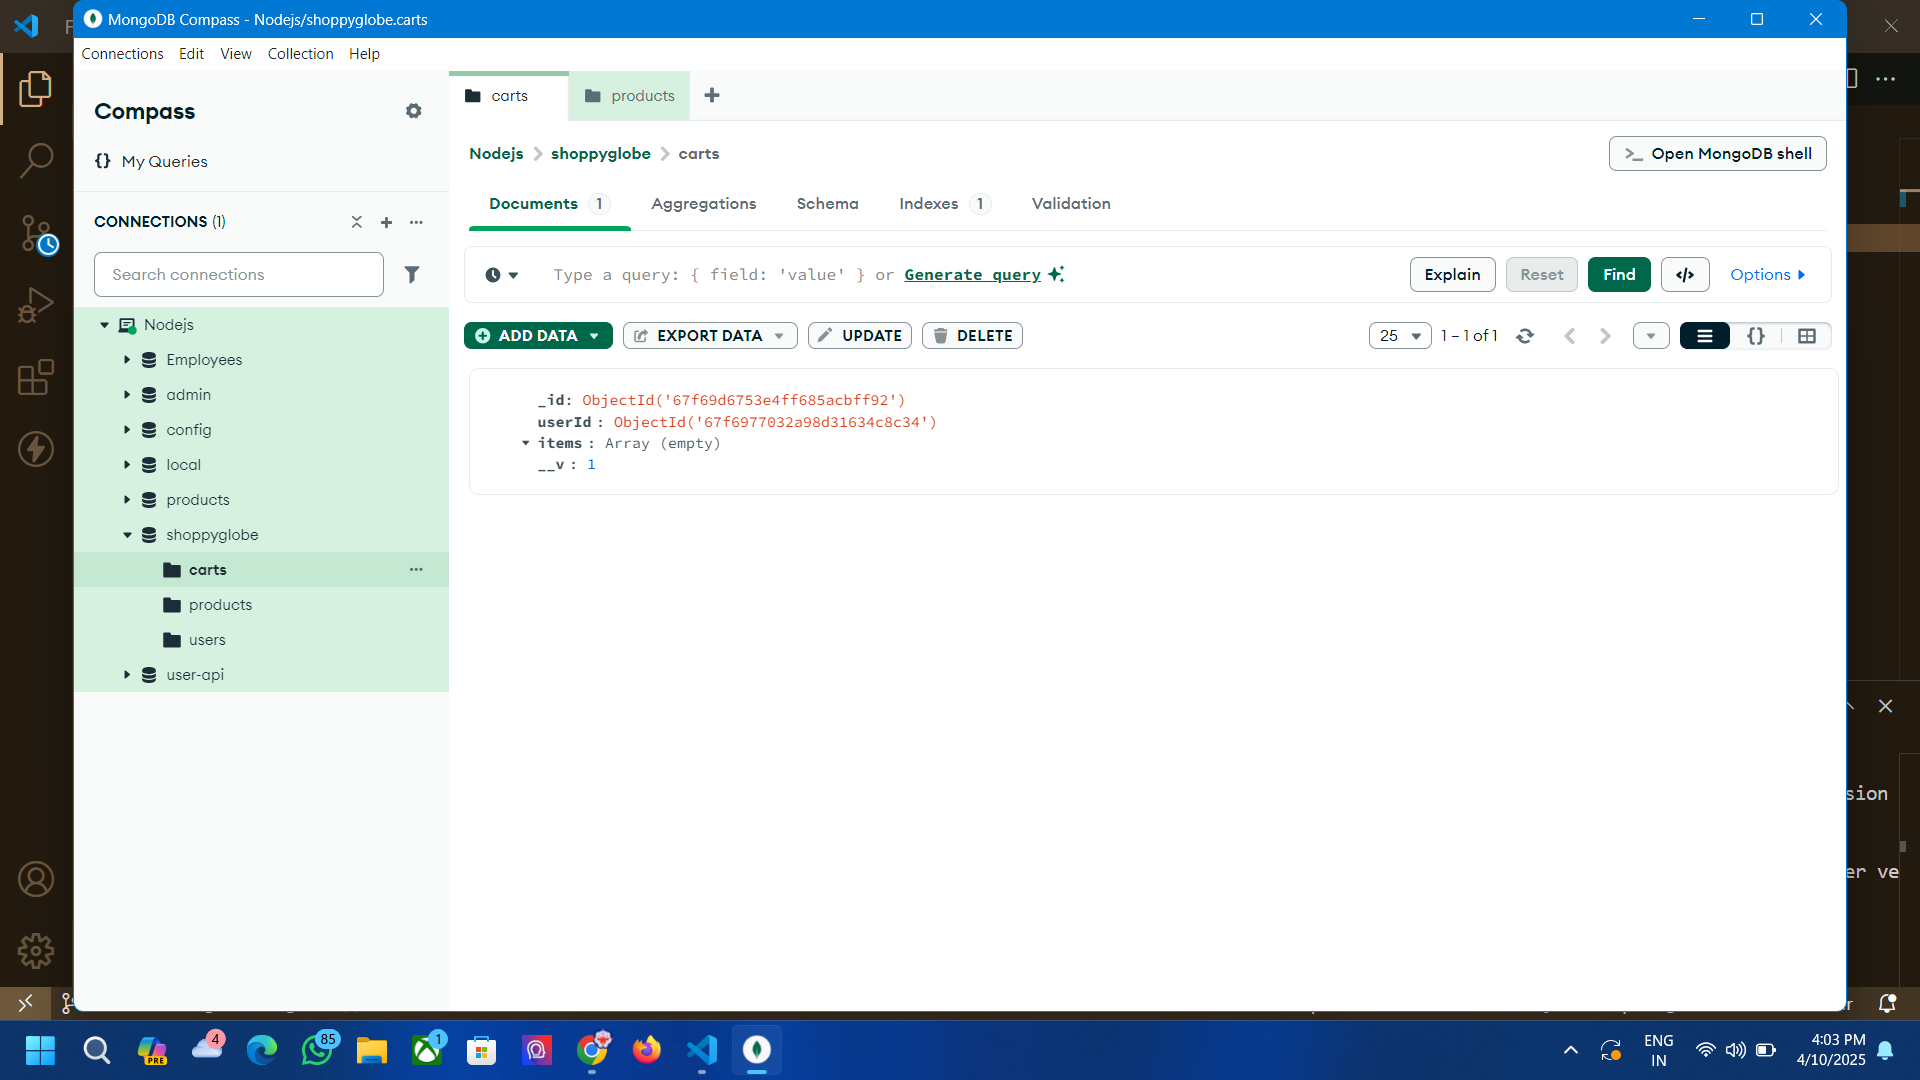 MongoDB Compass - Nodejs/shoppyglobe.carts
Connections Edit View Collection Help
Compass
My Queries
CONNECTIONS (1)
Search connections
Nodejs
Employees
admin
config
local
products
shoppyglobe
carts
products
users
user-api
carts
products
Nodejs shoppyglobe carts
Open MongoDB shell
Documents 1 Aggregations Schema Indexes 1 Validation
Type a query: { field: 'value' } or Generate query
Explain Reset Find </> Options
ADD DATA EXPORT DATA UPDATE DELETE
25 1 – 1 of 1 {}
_id: ObjectId('67f69d6753e4ff685acbff92')
userId : ObjectId('67f6977032a98d31634c8c34')
items : Array (empty)
__v : 1
sion
er ve
PRE 4 85 1
ENG
IN
4:03 PM
4/10/2025